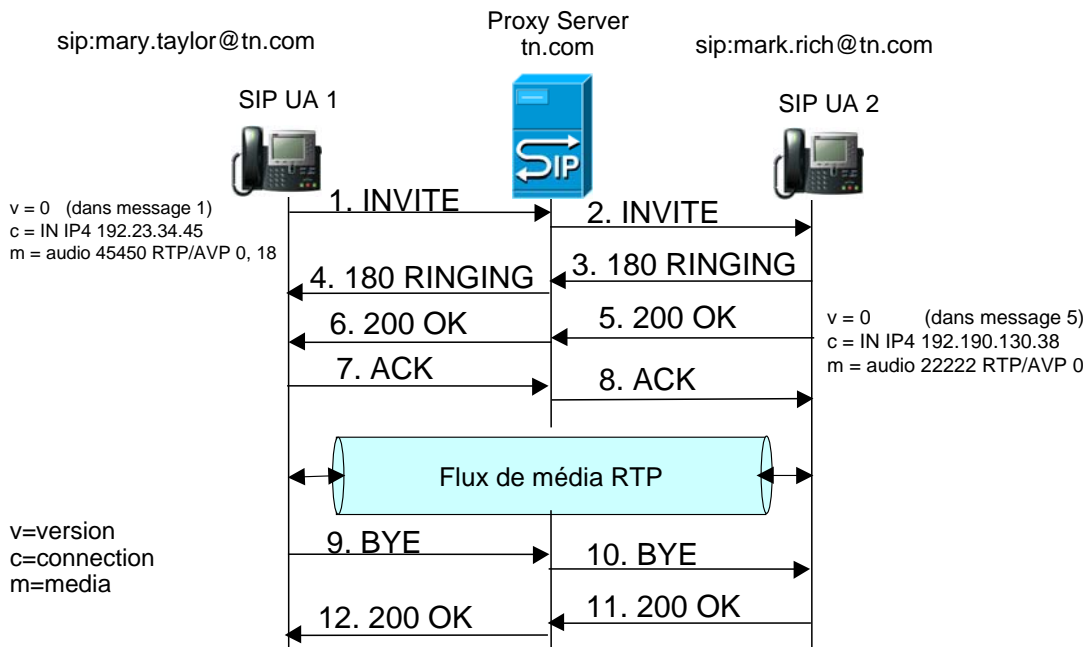 Proxy Server
tn.com
sip:mary.taylor@tn.com
sip:mark.rich@tn.com
SIP UA 1
SIP UA 2
SIP
v = 0 (dans message 1)
c = IN IP4 192.23.34.45
m = audio 45450 RTP/AVP 0, 18
1. INVITE
2. INVITE
3. 180 RINGING
4. 180 RINGING
5. 200 OK
6. 200 OK
v = 0 (dans message 5)
c = IN IP4 192.190.130.38
m = audio 22222 RTP/AVP 0
7. ACK
8. ACK
Flux de média RTP
v=version
c=connection
m=media
9. BYE
10. BYE
11. 200 OK
12. 200 OK